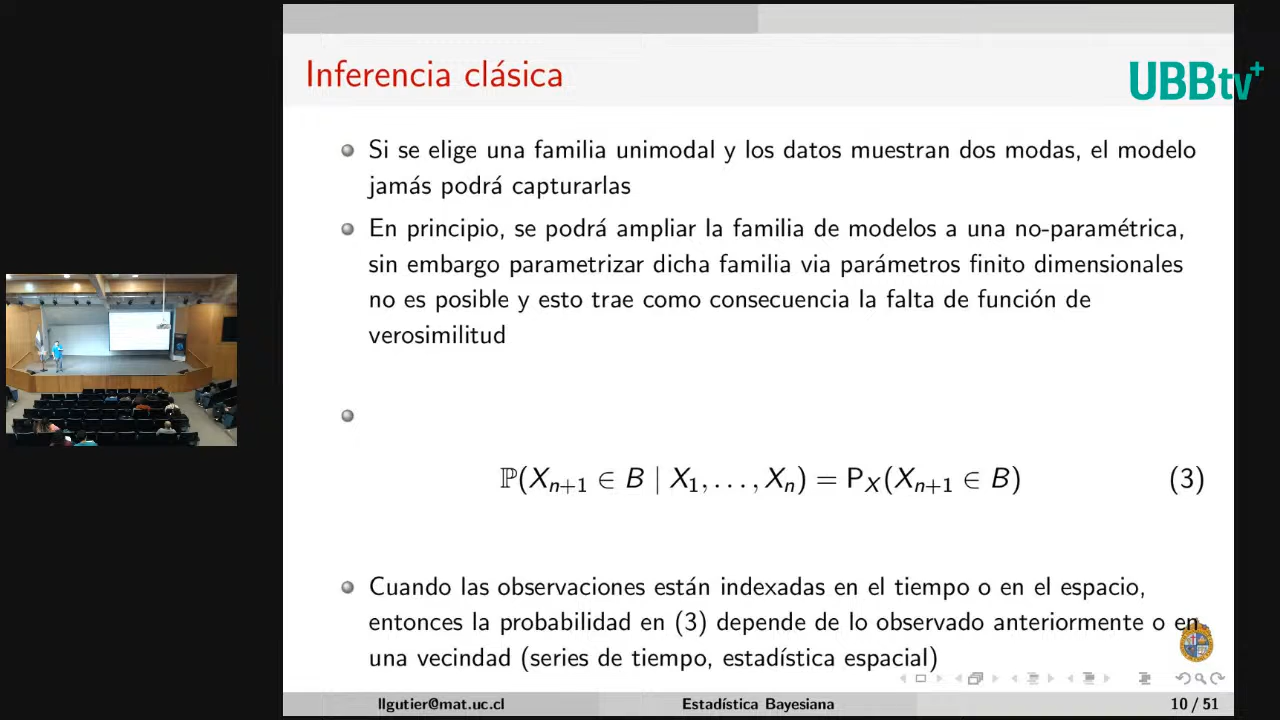 Inferencia clásica
UBBtv+
Si se elige una familia unimodal y los datos muestran dos modas, el modelo
jamás podrá capturarlas
En principio, se podrá ampliar la familia de modelos a una no-paramétrica,
sin embargo parametrizar dicha familia via parámetros finito dimensionales
no es posible y esto trae como consecuencia la falta de función de
verosimilitud
ℙ(Xₙ₊₁ ∈ B | X₁, . . . , Xₙ) = P_X(Xₙ₊₁ ∈ B) (3)
Cuando las observaciones están indexadas en el tiempo o en el espacio,
entonces la probabilidad en (3) depende de lo observado anteriormente o en
una vecindad (series de tiempo, estadística espacial)
llgutier@mat.uc.cl Estadística Bayesiana 10 / 51